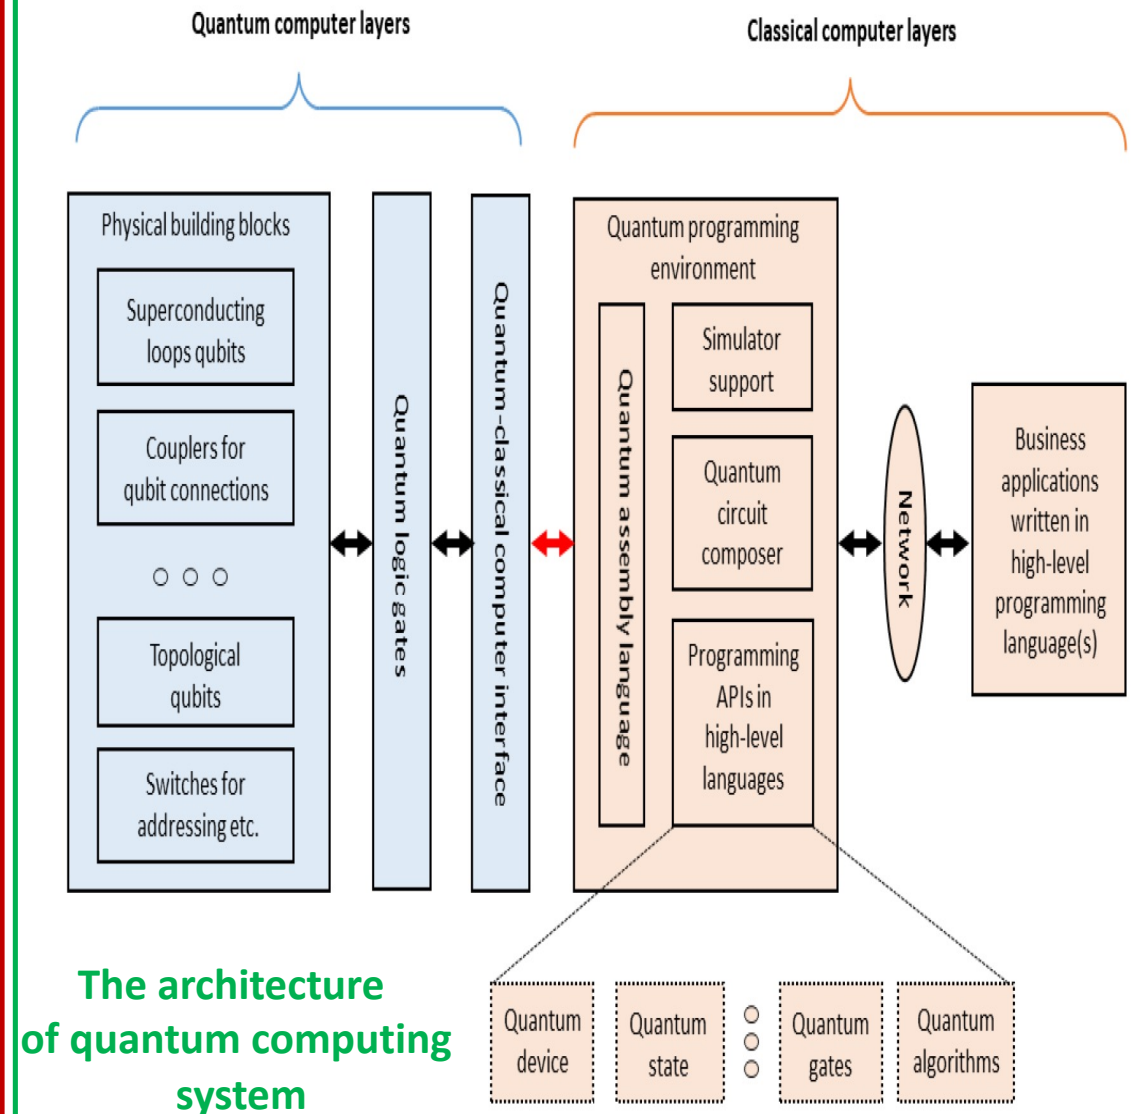 Quantum computer layers
Classical computer layers
Physical building blocks
Superconducting
loops qubits
Couplers for
qubit connections
Topological
qubits
Switches for
addressing etc.
Quantum logic gates
Quantum-classical computer interface
Quantum programming
environment
Quantum assembly language
Simulator
support
Quantum
circuit
composer
Programming
APIs in
high-level
languages
Network
Business
applications
written in
high-level
programming
language(s)
The architecture
of quantum computing
system
Quantum
device
Quantum
state
Quantum
gates
Quantum
algorithms